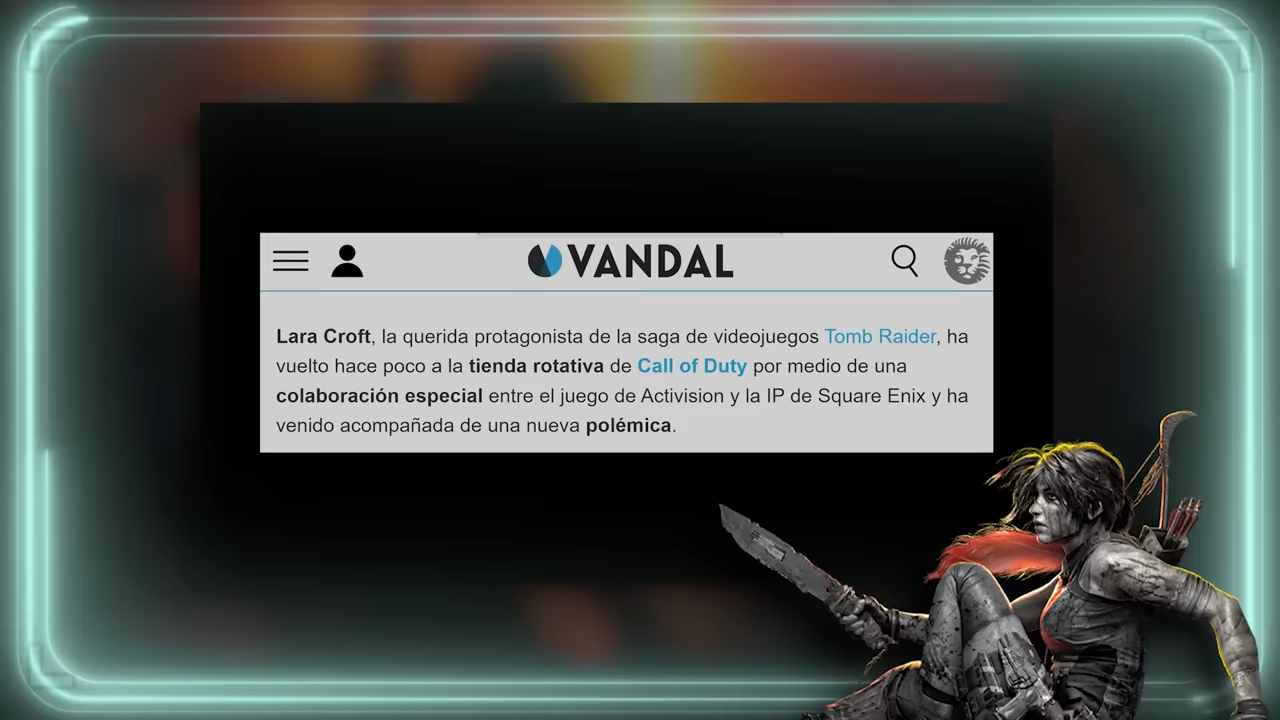 VANDAL
Lara Croft, la querida protagonista de la saga de videojuegos Tomb Raider, ha
vuelto hace poco a la tienda rotativa de Call of Duty por medio de una
colaboración especial entre el juego de Activision y la IP de Square Enix y ha
venido acompañada de una nueva polémica.